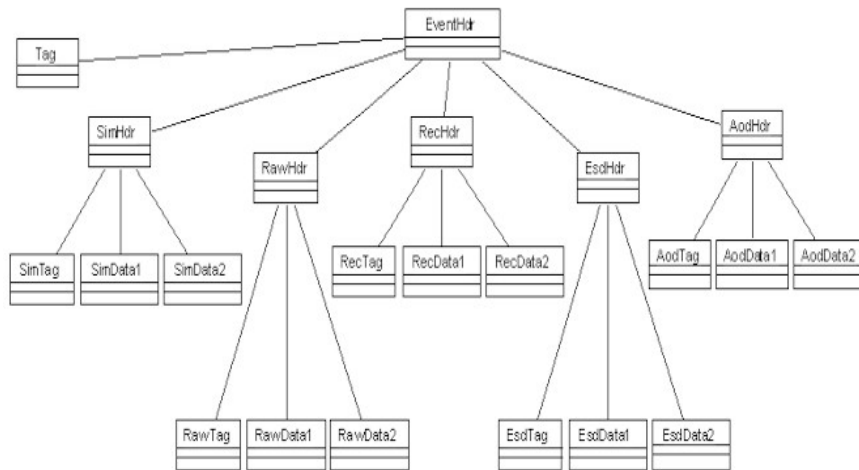 EventHdr
Tag
SimHdr
RecHdr
AodHdr
RawHdr
EsdHdr
SimTag
SimData1
SimData2
RecTag
RecData1
RecData2
AodTag
AodData1
AodData2
RawTag
RawData1
RawData2
EsdTag
EsdData1
EsdData2